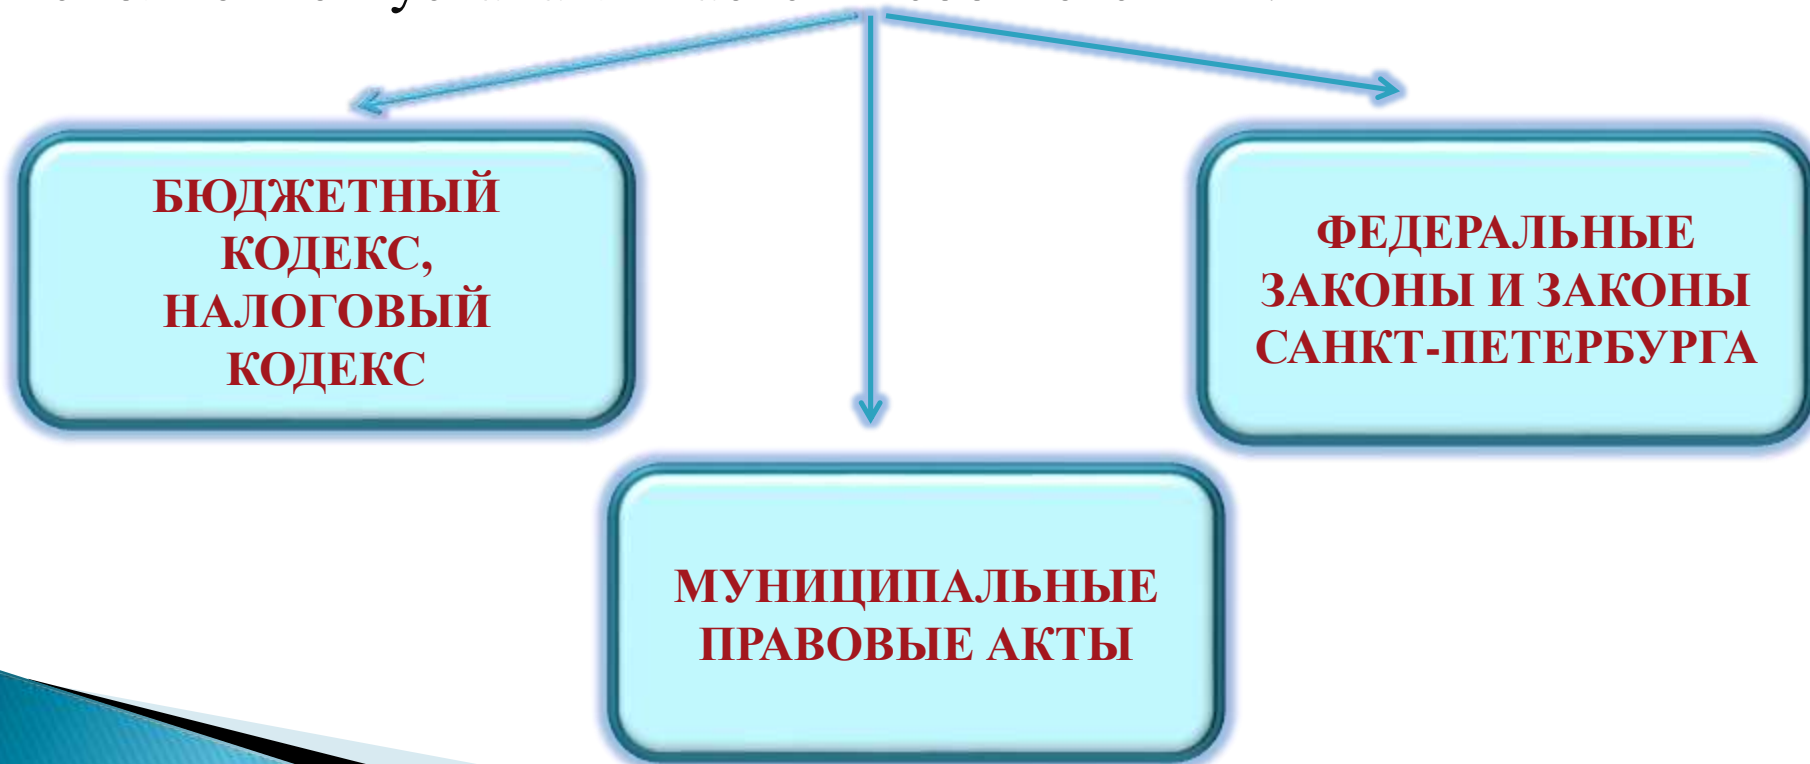 БЮДЖЕТНЫЙ
КОДЕКС,
НАЛОГОВЫЙ
КОДЕКС
ФЕДЕРАЛЬНЫЕ
ЗАКОНЫ И ЗАКОНЫ
САНКТ-ПЕТЕРБУРГА
МУНИЦИПАЛЬНЫЕ
ПРАВОВЫЕ АКТЫ